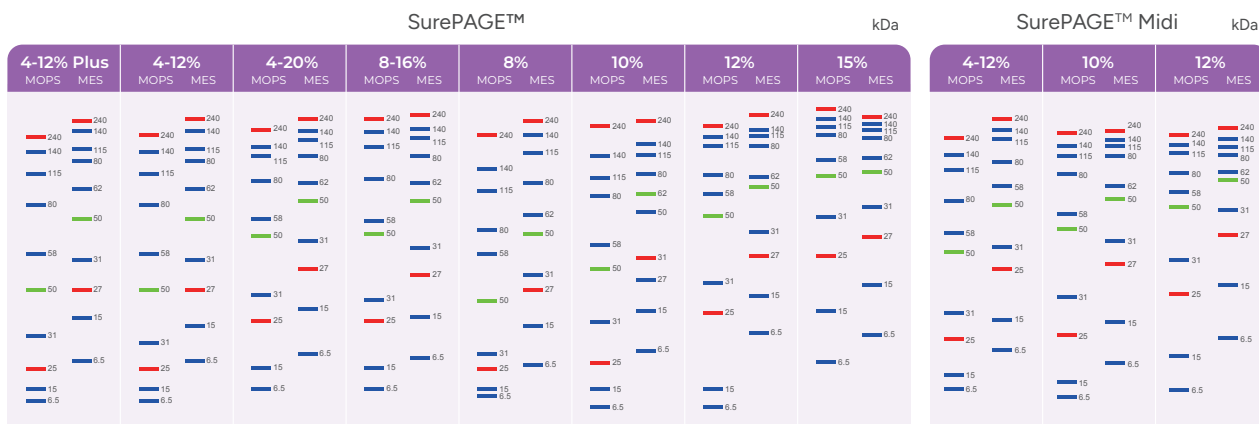 SurePAGE™ kDa
4-12% Plus 4-12% 4-20% 8-16% 8% 10% 12% 15%
MOPS MES MOPS MES MOPS MES MOPS MES MOPS MES MOPS MES MOPS MES MOPS MES
240 140 115 80 58 50 31 25 15 6.5
240 140 115 80 62 50 31 27 15 6.5
240 140 115 80 58 50 31 25 15 6.5
240 140 115 80 62 50 31 27 15 6.5
240 140 115 80 58 50 31 25 15 6.5
240 140 115 80 62 50 31 27 15 6.5
240 140 115 80 58 50 31 25 15 6.5
240 140 115 80 62 50 31 27 15 6.5
240 140 115 80 58 50 31 25 15 6.5
240 140 115 80 62 50 31 27 15 6.5
240 140 115 80 58 50 31 25 15 6.5
240 140 115 80 62 50 31 27 15 6.5
240 140 115 80 58 50 31 25 15 6.5
240 140 115 80 62 50 31 27 15 6.5
240 140 115 80 58 50 31 25 15 6.5
240 140 115 80 62 50 31 27 15 6.5
SurePAGE™ Midi kDa
4-12% 10% 12%
MOPS MES MOPS MES MOPS MES
240 140 115 80 58 50 31 25 15 6.5
240 140 115 80 58 50 31 25 15 6.5
240 140 115 80 58 50 31 25 15 6.5
240 140 115 80 62 50 31 27 15 6.5
240 140 115 80 58 50 31 25 15 6.5
240 140 115 80 62 50 31 27 15 6.5